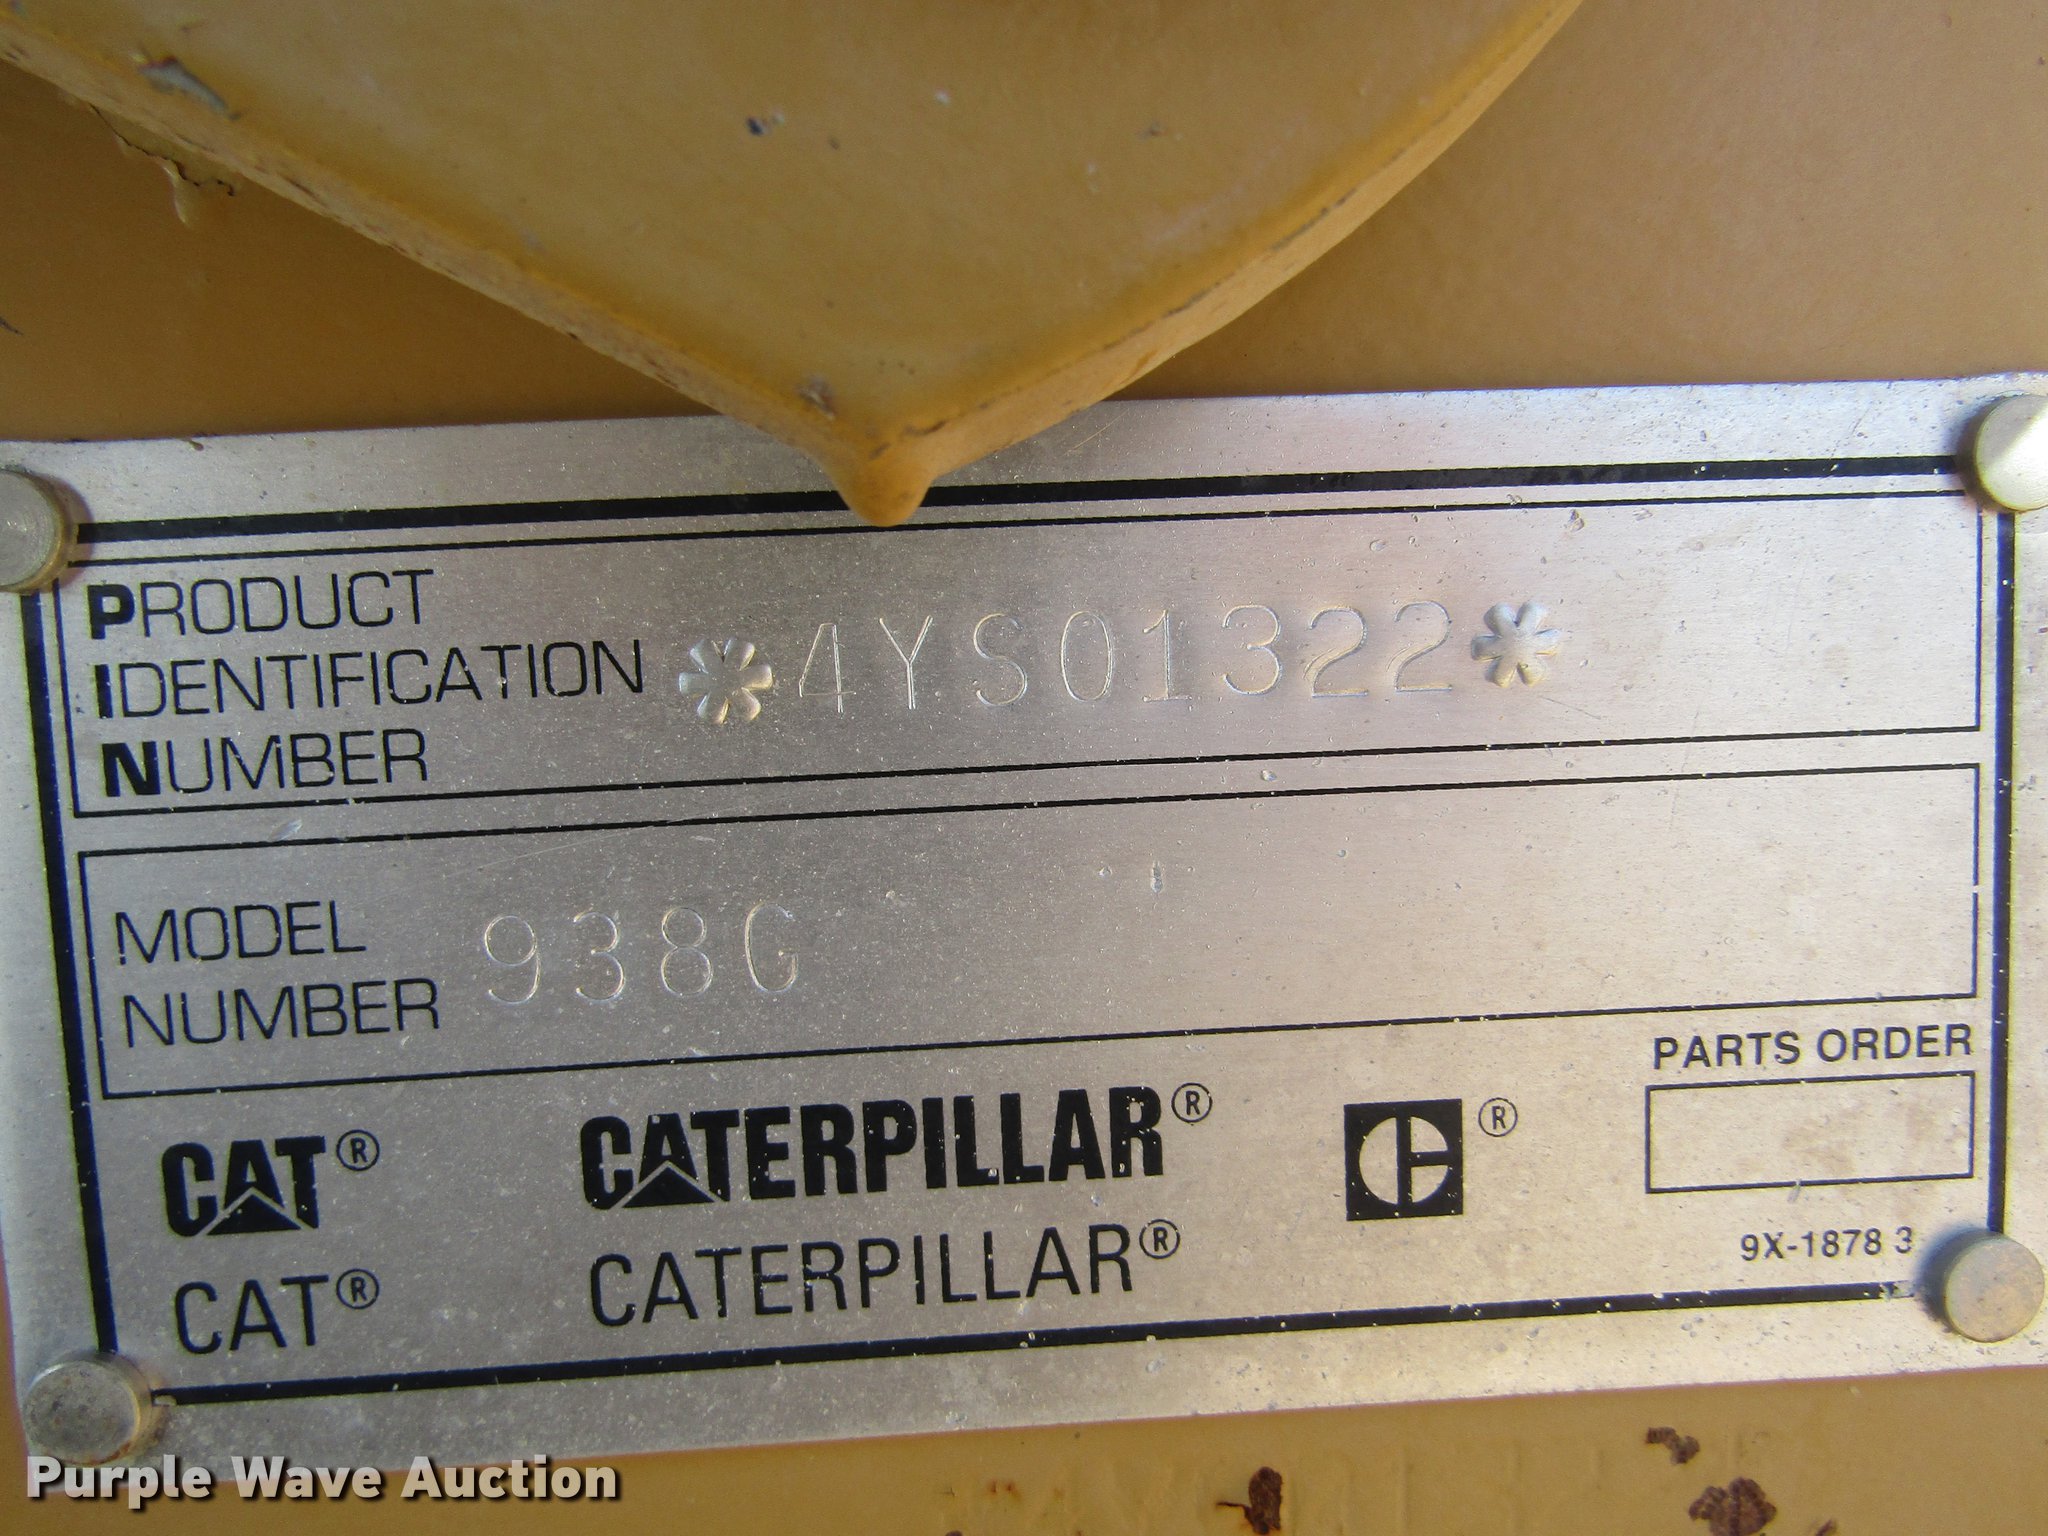 PRODUCT
IDENTIFICATION
NUMBER
*4YS01322*
MODEL
NUMBER
938G
PARTS ORDER
CAT®
CATERPILLAR®
®
CAT®
CATERPILLAR®
9X-1878 3
Purple Wave Auction